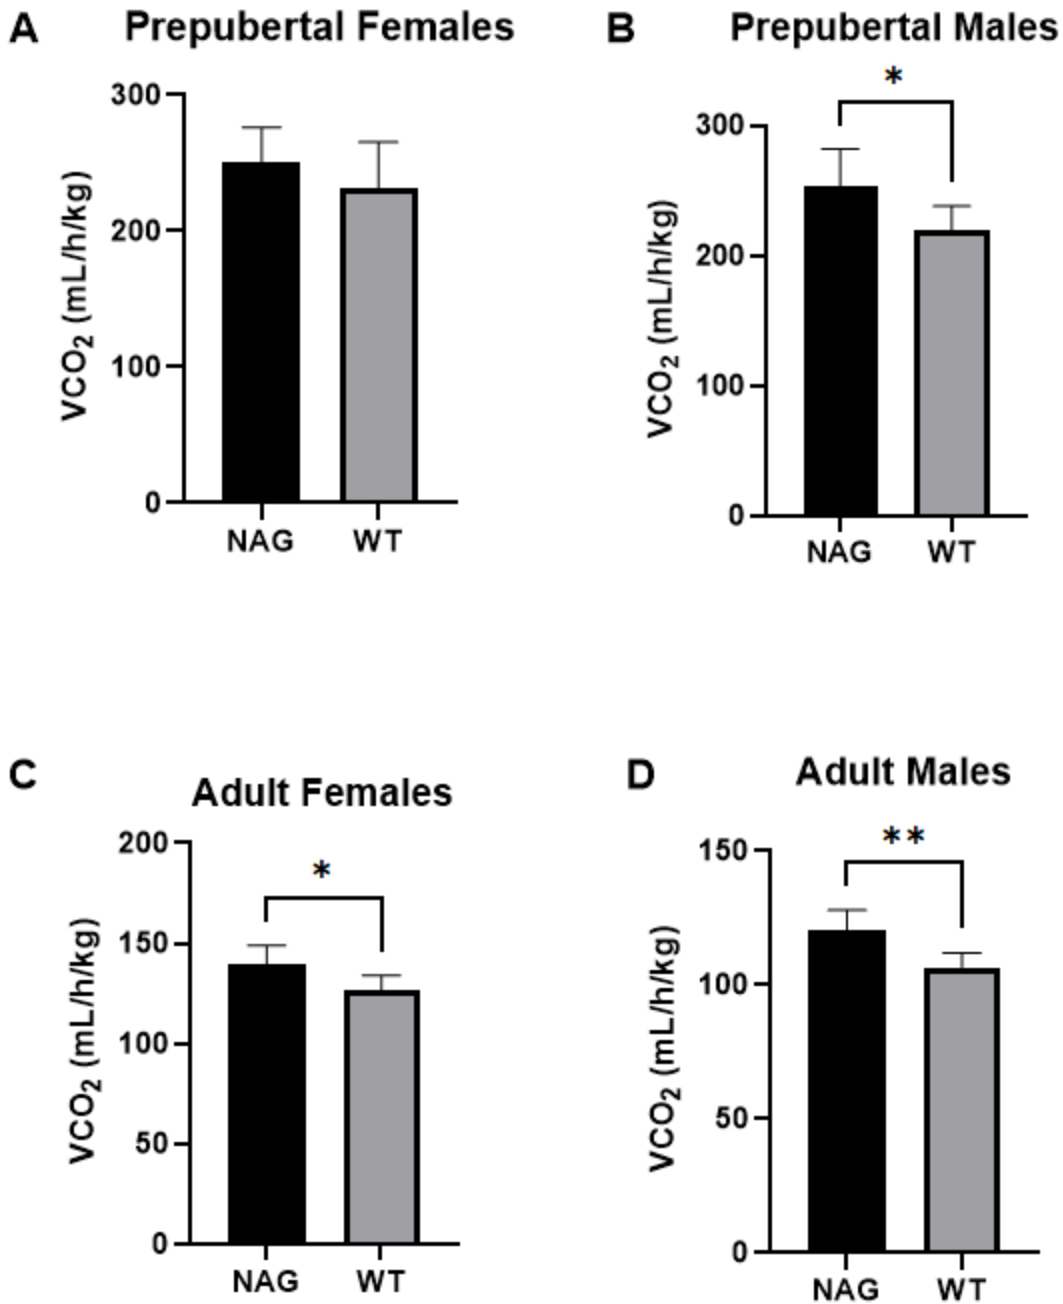 A
Prepubertal Females
300
200
100
0
VCO₂ (mL/h/kg)
NAG
WT
B
Prepubertal Males
*
300
200
100
0
VCO₂ (mL/h/kg)
NAG
WT
C
Adult Females
*
200
150
100
50
0
VCO₂ (mL/h/kg)
NAG
WT
D
Adult Males
**
150
100
50
0
VCO₂ (mL/h/kg)
NAG
WT